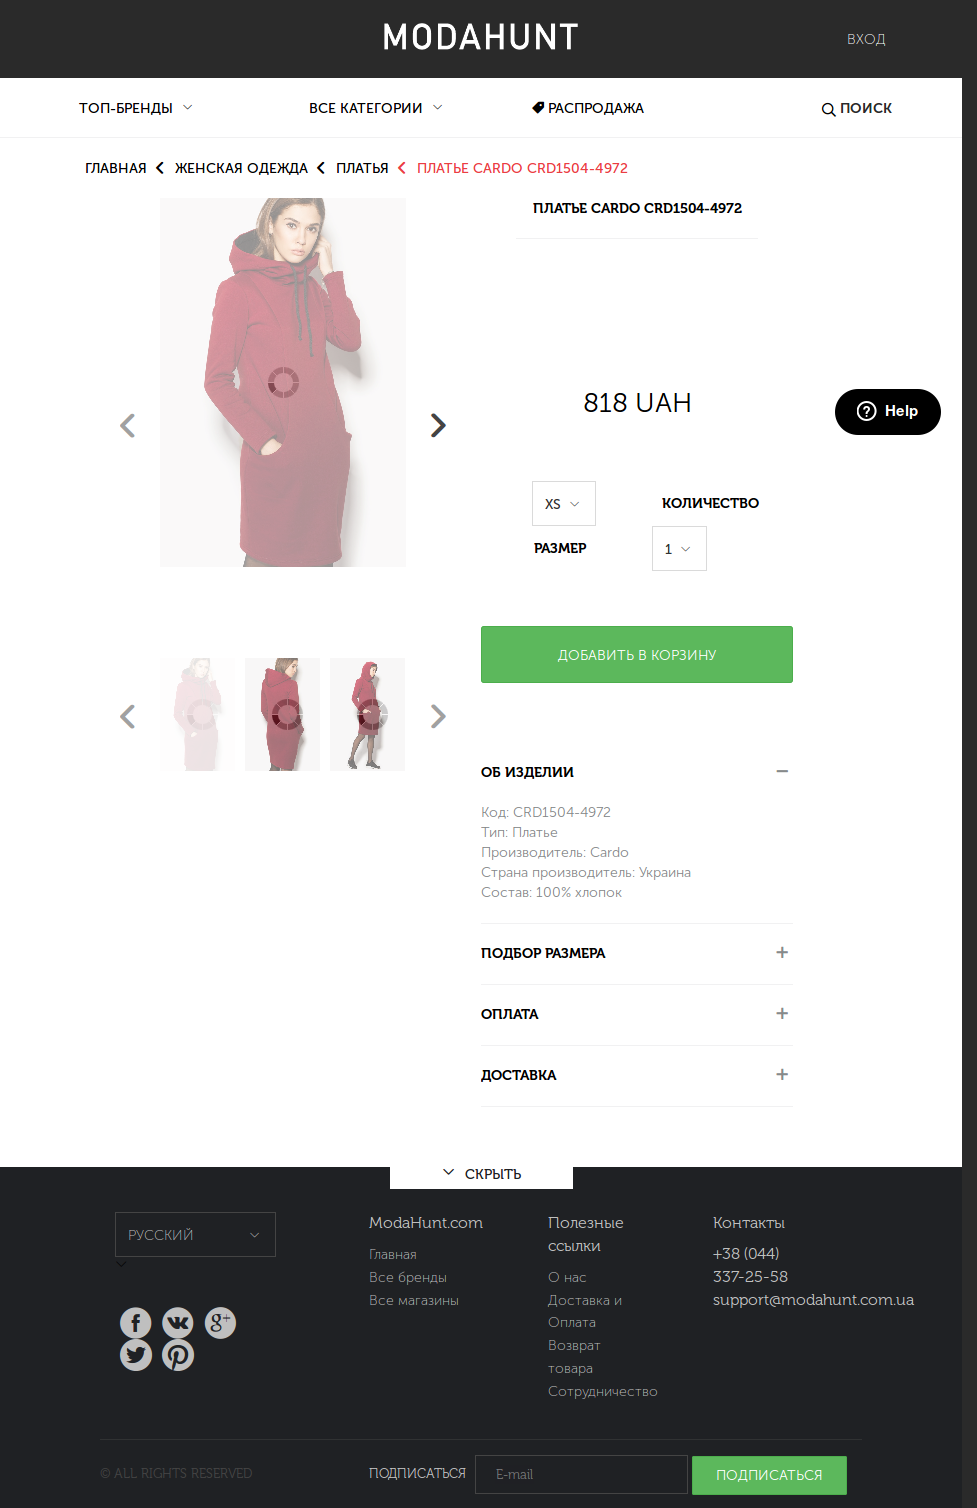 MODAHUNT
ВХОД
ТОП-БРЕНДЫ
ВСЕ КАТЕГОРИИ
РАСПРОДАЖА
ПОИСК
ГЛАВНАЯ ЖЕНСКАЯ ОДЕЖДА ПЛАТЬЯ ПЛАТЬЕ CARDO CRD1504-4972
ПЛАТЬЕ CARDO CRD1504-4972
818 UAH
Help
XS
КОЛИЧЕСТВО
РАЗМЕР
1
ДОБАВИТЬ В КОРЗИНУ
ОБ ИЗДЕЛИИ
Код: CRD1504-4972
Тип: Платье
Производитель: Cardo
Страна производитель: Украина
Состав: 100% хлопок
ПОДБОР РАЗМЕРА
ОПЛАТА
ДОСТАВКА
СКРЫТЬ
РУССКИЙ
ModaHunt.com
Главная
Все бренды
Все магазины
Полезные
ссылки
О нас
Доставка и
Оплата
Возврат
товара
Сотрудничество
Контакты
+38 (044)
337-25-58
support@modahunt.com.ua
© ALL RIGHTS RESERVED
ПОДПИСАТЬСЯ
E-mail
ПОДПИСАТЬСЯ